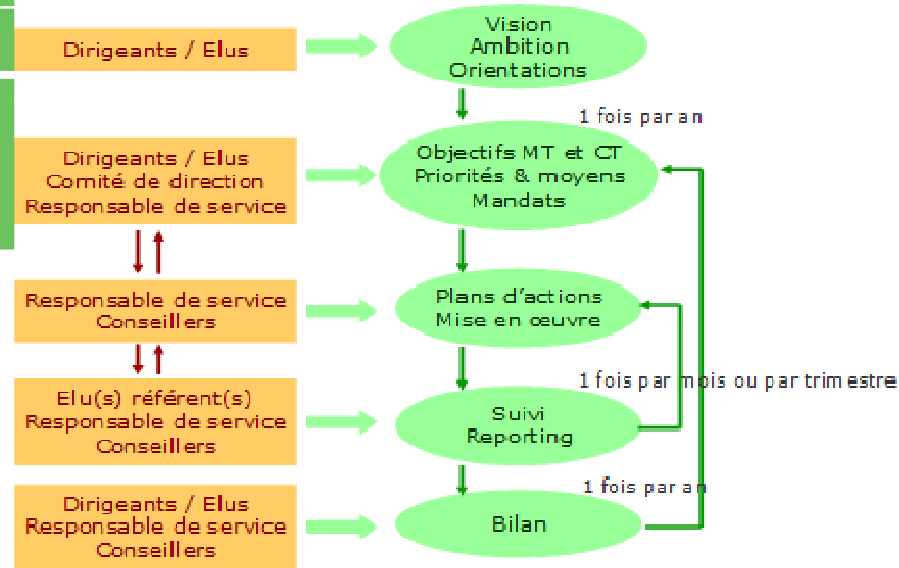 Dirigeants / Elus
Vision
Ambition
Orientations
1 fois par an
Dirigeants / Elus
Comité de direction
Responsable de service
Objectifs MT et CT
Priorités & moyens
Mandats
Responsable de service
Conseillers
Plans d'actions
Mise en œuvre
1 fois par mois ou par trimestre
Elu(s) référent(s)
Responsable de service
Conseillers
Suivi
Reporting
1 fois par an
Dirigeants / Elus
Responsable de service
Conseillers
Bilan